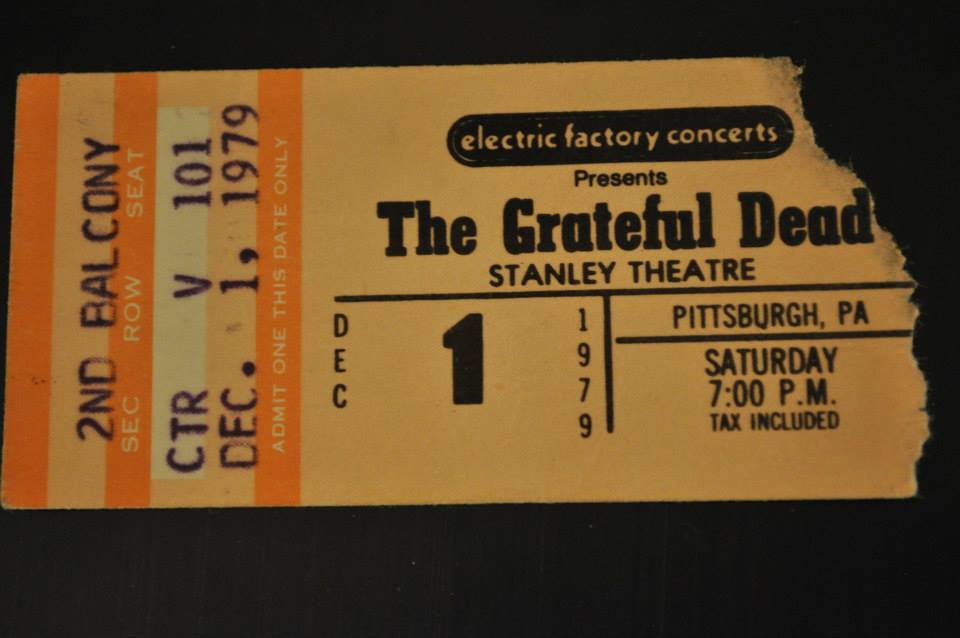 2ND BALCONY
SEC ROW SEAT
CTR V 101
DEC. 1, 1979
ADMIT ONE THIS DATE ONLY
electric factory concerts
Presents
The Grateful Dead
STANLEY THEATRE
DEC
1
1979
PITTSBURGH, PA
SATURDAY
7:00 P.M.
TAX INCLUDED